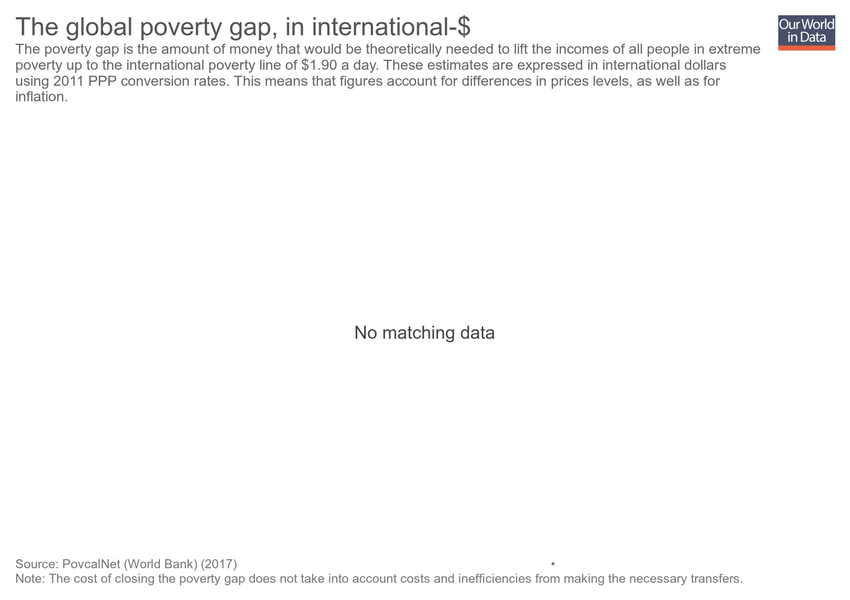 The global poverty gap, in international-$
Our World
in Data
The poverty gap is the amount of money that would be theoretically needed to lift the incomes of all people in extreme
poverty up to the international poverty line of $1.90 a day. These estimates are expressed in international dollars
using 2011 PPP conversion rates. This means that figures account for differences in prices levels, as well as for
inflation.
No matching data
Source: PovcalNet (World Bank) (2017) •
Note: The cost of closing the poverty gap does not take into account costs and inefficiencies from making the necessary transfers.